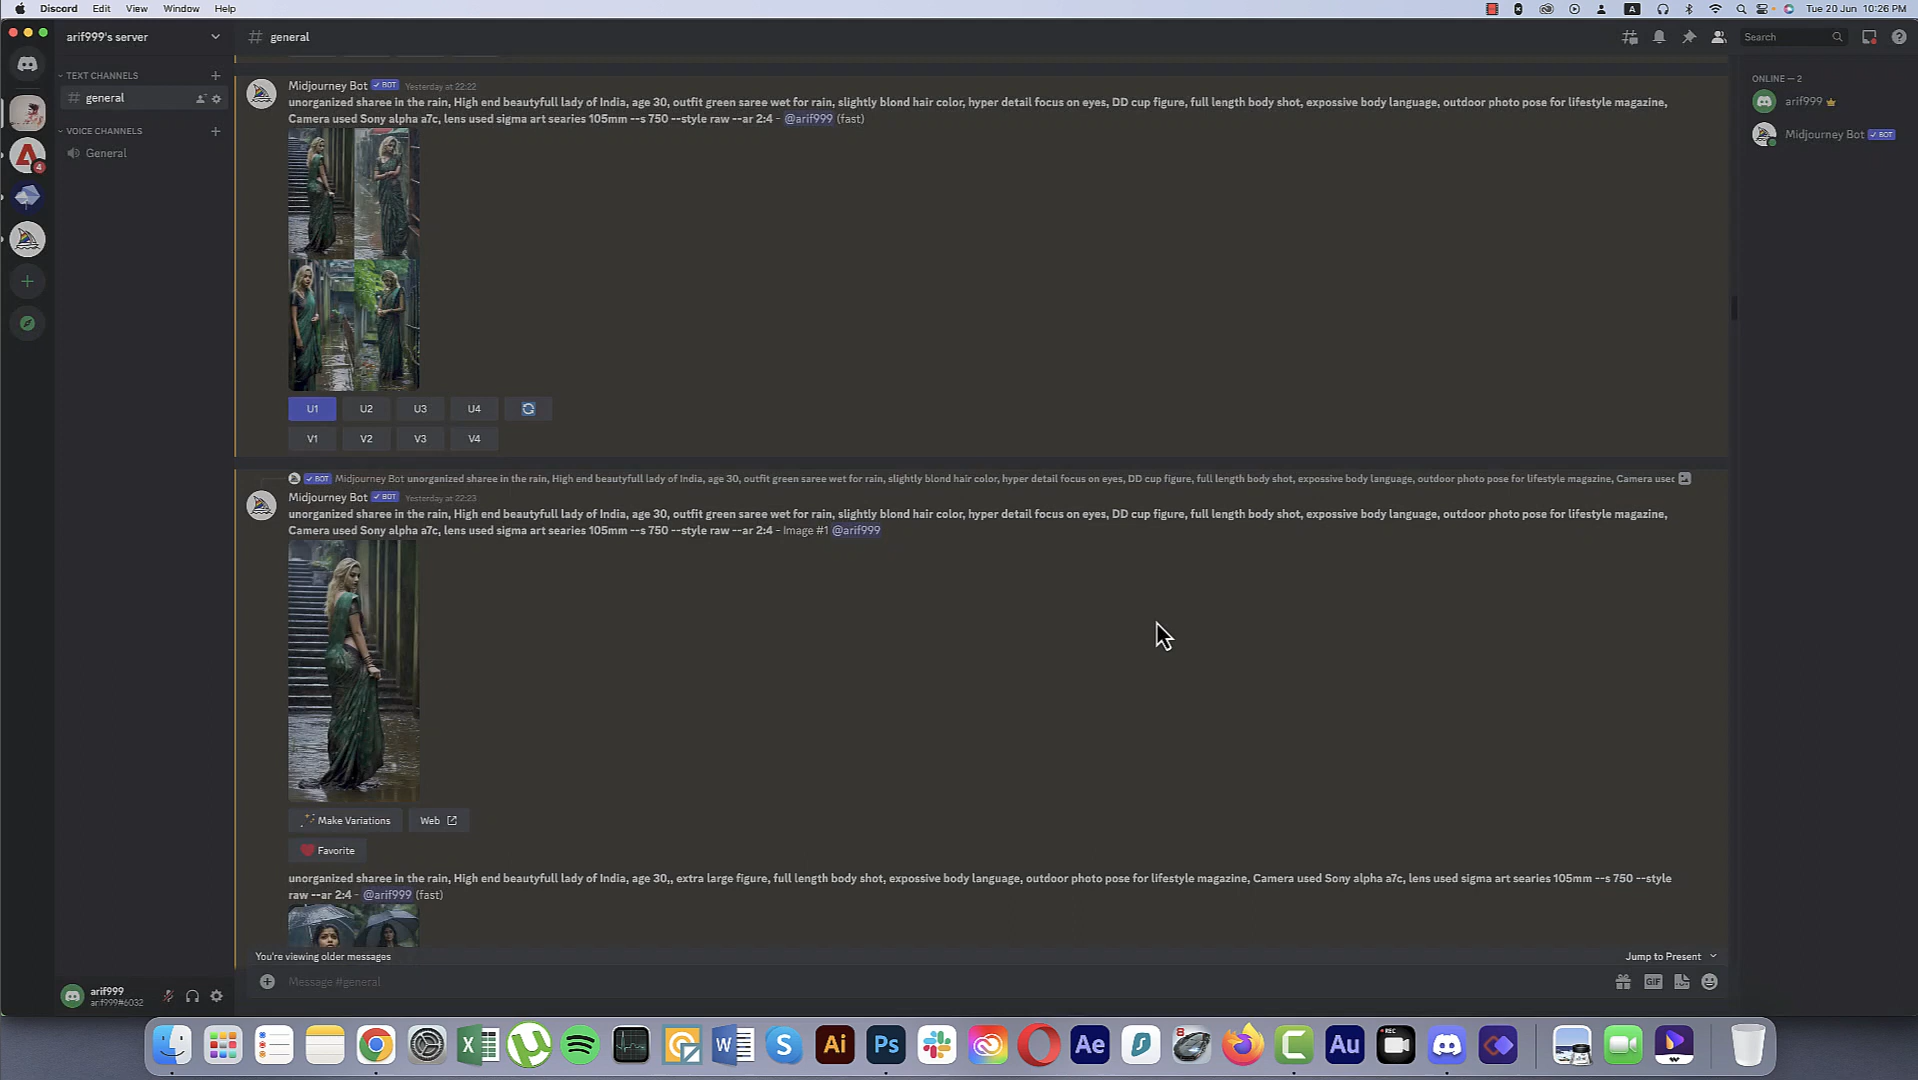 Discord Edit View Window Help
A Tue 20 Jun 10:26 PM
arif999's server
# general
Search
TEXT CHANNELS
general
VOICE CHANNELS
General
4
Midjourney Bot BOT Yesterday at 22:22
unorganized sharee in the rain, High end beautyfull lady of India, age 30, outfit green saree wet for rain, slightly blond hair color, hyper detail focus on eyes, DD cup figure, full length body shot, expossive body language, outdoor photo pose for lifestyle magazine,
Camera used Sony alpha a7c, lens used sigma art searies 105mm --s 750 --style raw --ar 2:4 - @arif999 (fast)
U1 U2 U3 U4
V1 V2 V3 V4
BOT Midjourney Bot unorganized sharee in the rain, High end beautyfull lady of India, age 30, outfit green saree wet for rain, slightly blond hair color, hyper detail focus on eyes, DD cup figure, full length body shot, expossive body language, outdoor photo pose for lifestyle magazine, Camera usec
Midjourney Bot BOT Yesterday at 22:23
unorganized sharee in the rain, High end beautyfull lady of India, age 30, outfit green saree wet for rain, slightly blond hair color, hyper detail focus on eyes, DD cup figure, full length body shot, expossive body language, outdoor photo pose for lifestyle magazine,
Camera used Sony alpha a7c, lens used sigma art searies 105mm --s 750 --style raw --ar 2:4 - Image #1 @arif999
Make Variations Web
Favorite
unorganized sharee in the rain, High end beautyfull lady of India, age 30,, extra large figure, full length body shot, expossive body language, outdoor photo pose for lifestyle magazine, Camera used Sony alpha a7c, lens used sigma art searies 105mm --s 750 --style
raw --ar 2:4 - @arif999 (fast)
You're viewing older messages
Jump to Present
Message #general
GIF
ONLINE — 2
arif999
Midjourney Bot BOT
arif999
arif999#6032
X W S Ai Ps Ae 8 C Au REC